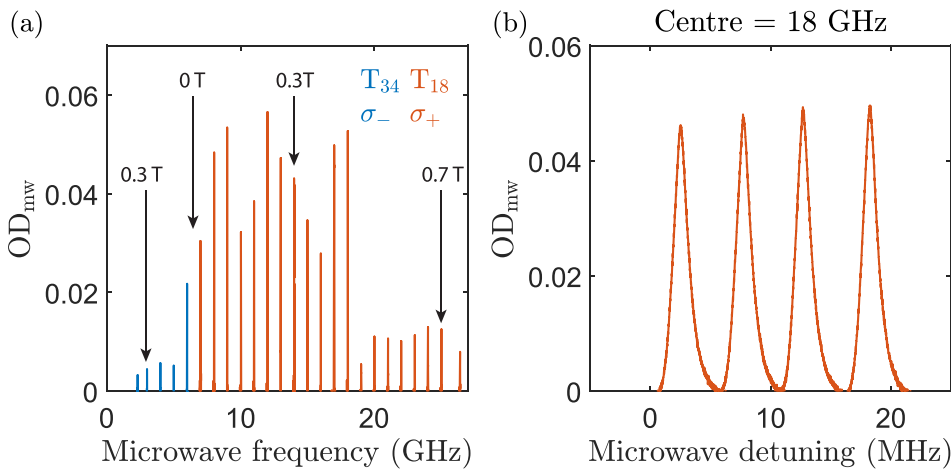 (a)
OD_mw
0.06
0.04
0.02
0
0 10 20
Microwave frequency (GHz)
0.3 T
0 T
0.3T
0.7 T
T₃₄ T₁₈
σ₋ σ₊
(b)
Centre = 18 GHz
OD_mw
0.06
0.04
0.02
0
0 10 20
Microwave detuning (MHz)